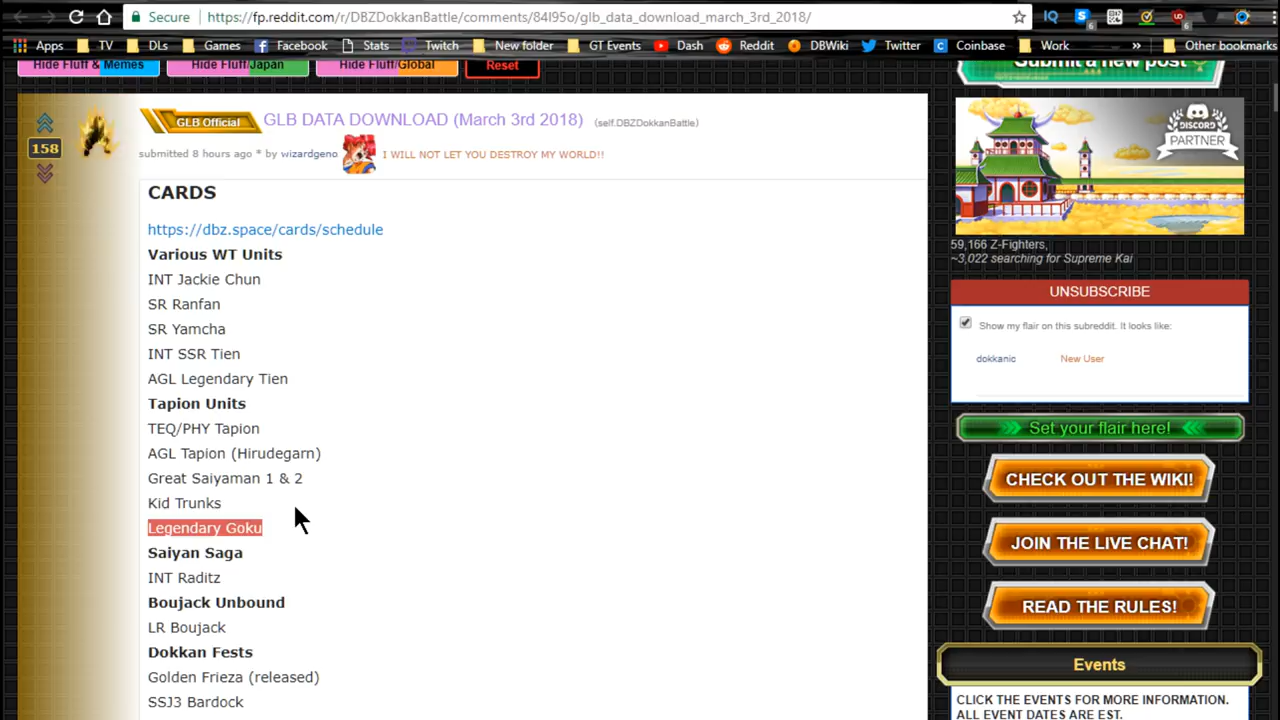 Secure
https://fp.reddit.com/r/DBZDokkanBattle/comments/84l95o/glb_data_download_march_3rd_2018/
IQ
6
6
Apps TV DLs Games Facebook Stats Twitch New folder GT Events Dash Reddit DBWiki Twitter Coinbase Work » Other bookmarks
Hide Fluff & Memes Hide Fluff/Japan Hide Fluff/Global Reset
158
GLB Official GLB DATA DOWNLOAD (March 3rd 2018) (self.DBZDokkanBattle)
submitted 8 hours ago * by wizardgeno I WILL NOT LET YOU DESTROY MY WORLD!!
CARDS
https://dbz.space/cards/schedule
Various WT Units
INT Jackie Chun
SR Ranfan
SR Yamcha
INT SSR Tien
AGL Legendary Tien
Tapion Units
TEQ/PHY Tapion
AGL Tapion (Hirudegarn)
Great Saiyaman 1 & 2
Kid Trunks
Legendary Goku
Saiyan Saga
INT Raditz
Boujack Unbound
LR Boujack
Dokkan Fests
Golden Frieza (released)
SSJ3 Bardock
Submit a new post
DISCORD
PARTNER
59,166 Z-Fighters,
~3,022 searching for Supreme Kai
UNSUBSCRIBE
Show my flair on this subreddit. It looks like:
dokkanic New User
Set your flair here!
CHECK OUT THE WIKI!
JOIN THE LIVE CHAT!
READ THE RULES!
Events
CLICK THE EVENTS FOR MORE INFORMATION.
ALL EVENT DATES ARE EST.